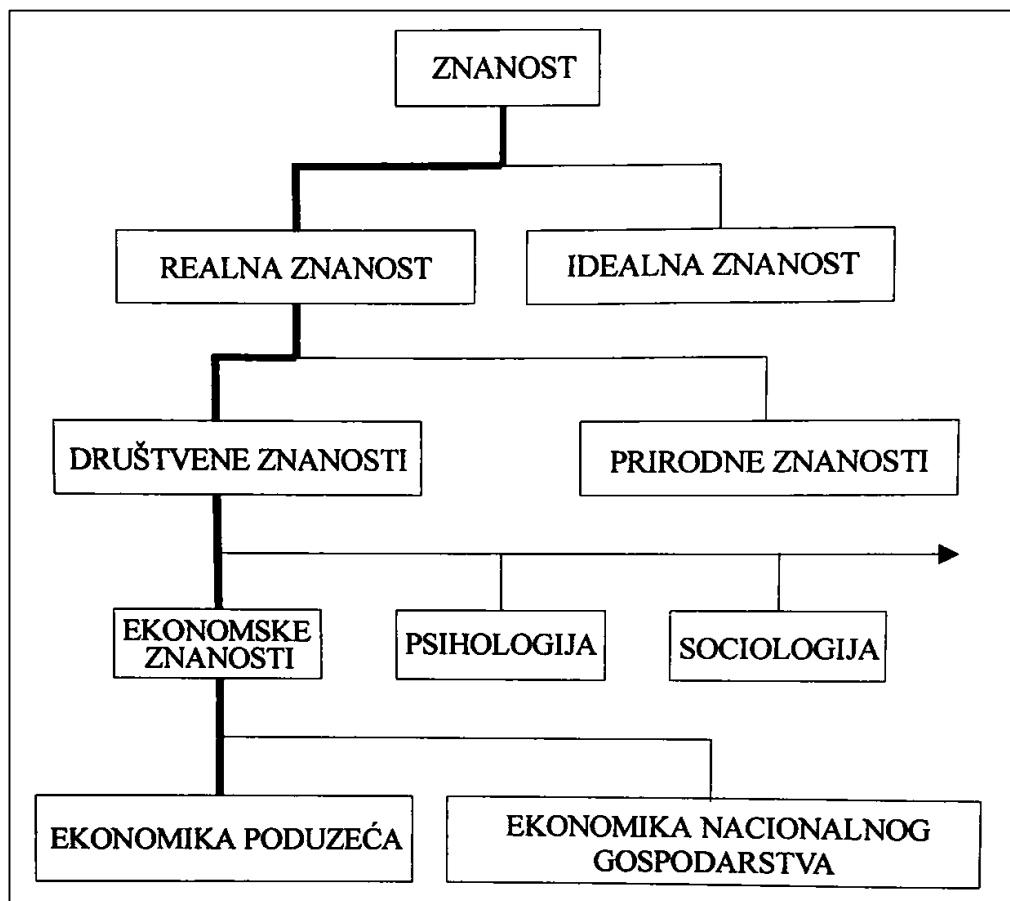 ZNANOST
REALNA ZNANOST
IDEALNA ZNANOST
DRUŠTVENE ZNANOSTI
PRIRODNE ZNANOSTI
EKONOMSKE
ZNANOSTI
PSIHOLOGIJA
SOCIOLOGIJA
EKONOMIKA PODUZEĆA
EKONOMIKA NACIONALNOG
GOSPODARSTVA